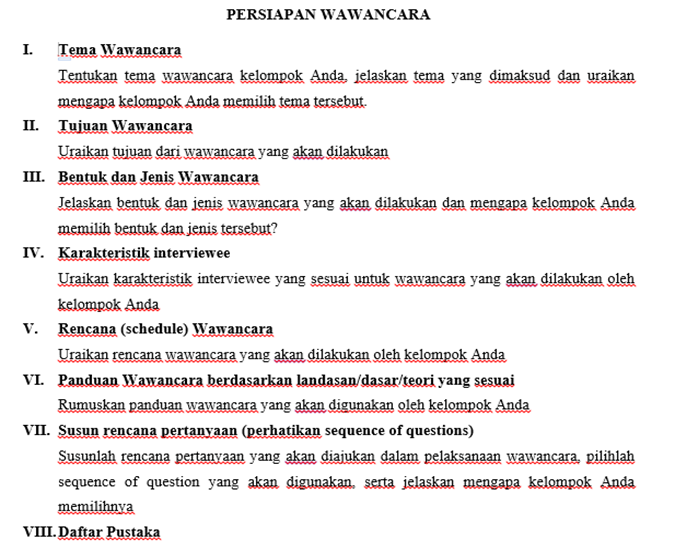 PERSIAPAN WAWANCARA
I. Tema Wawancara
Tentukan tema wawancara kelompok Anda, jelaskan tema yang dimaksud dan uraikan
mengapa kelompok Anda memilih tema tersebut.
II. Tujuan Wawancara
Uraikan tujuan dari wawancara yang akan dilakukan
III. Bentuk dan Jenis Wawancara
Jelaskan bentuk dan jenis wawancara yang akan dilakukan dan mengapa kelompok Anda
memilih bentuk dan jenis tersebut?
IV. Karakteristik interviewee
Uraikan karakteristik interviewee yang sesuai untuk wawancara yang akan dilakukan oleh
kelompok Anda
V. Rencana (schedule) Wawancara
Uraikan rencana wawancara yang akan dilakukan oleh kelompok Anda
VI. Panduan Wawancara berdasarkan landasan/dasar/teori yang sesuai
Rumuskan panduan wawancara yang akan digunakan oleh kelompok Anda
VII. Susun rencana pertanyaan (perhatikan sequence of questions)
Susunlah rencana pertanyaan yang akan diajukan dalam pelaksanaan wawancara, pilihlah
sequence of question yang akan digunakan, serta jelaskan mengapa kelompok Anda
memilihnya
VIII. Daftar Pustaka